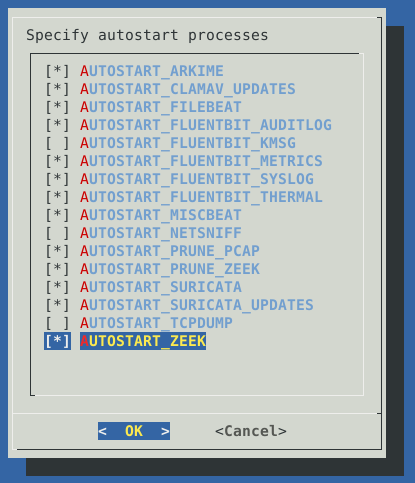 Specify autostart processes
[*] AUTOSTART_ARKIME
[*] AUTOSTART_CLAMAV_UPDATES
[*] AUTOSTART_FILEBEAT
[*] AUTOSTART_FLUENTBIT_AUDITLOG
[ ] AUTOSTART_FLUENTBIT_KMSG
[*] AUTOSTART_FLUENTBIT_METRICS
[*] AUTOSTART_FLUENTBIT_SYSLOG
[*] AUTOSTART_FLUENTBIT_THERMAL
[*] AUTOSTART_MISCBEAT
[ ] AUTOSTART_NETSNIFF
[*] AUTOSTART_PRUNE_PCAP
[*] AUTOSTART_PRUNE_ZEEK
[*] AUTOSTART_SURICATA
[*] AUTOSTART_SURICATA_UPDATES
[ ] AUTOSTART_TCPDUMP
[*] AUTOSTART_ZEEK
<  OK  > <Cancel>